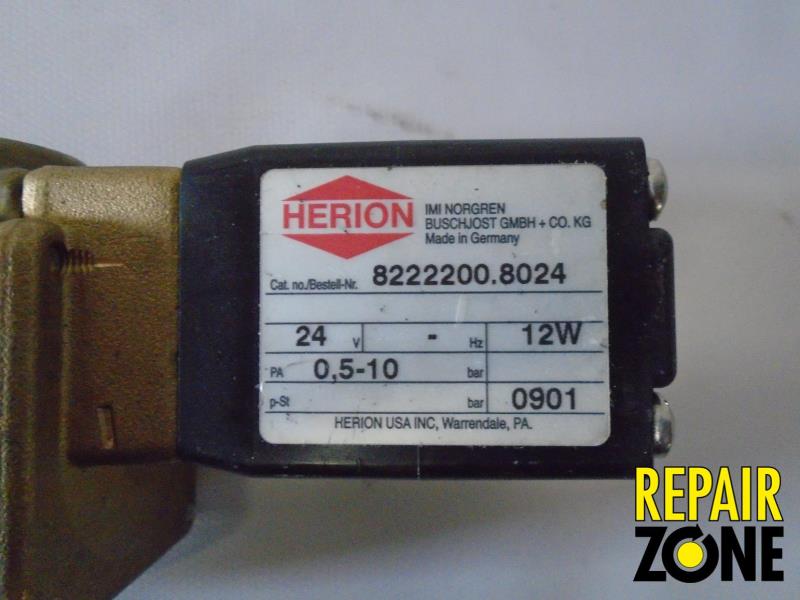 HERION
IMI NORGREN
BUSCHJOST GMBH + CO. KG
Made in Germany
Cat. no./Bestell-Nr. 8222200.8024
24 V - Hz 12W
PA 0,5-10 bar
p-St bar 0901
HERION USA INC, Warrendale, PA.
REPAIR
ZONE